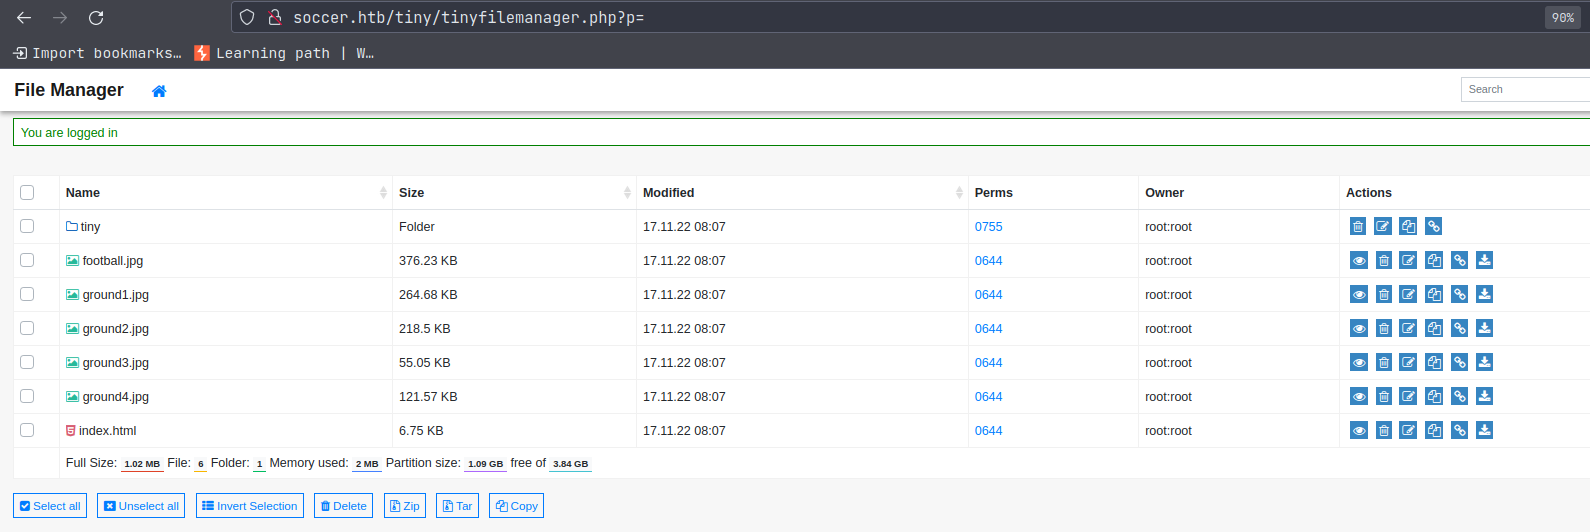 soccer.htb/tiny/tinyfilemanager.php?p= 90%
Import bookmarks… Learning path | W…
File Manager Search
You are logged in
Name Size Modified Perms Owner Actions
tiny Folder 17.11.22 08:07 0755 root:root
football.jpg 376.23 KB 17.11.22 08:07 0644 root:root
ground1.jpg 264.68 KB 17.11.22 08:07 0644 root:root
ground2.jpg 218.5 KB 17.11.22 08:07 0644 root:root
ground3.jpg 55.05 KB 17.11.22 08:07 0644 root:root
ground4.jpg 121.57 KB 17.11.22 08:07 0644 root:root
index.html 6.75 KB 17.11.22 08:07 0644 root:root
Full Size: 1.02 MB File: 6 Folder: 1 Memory used: 2 MB Partition size: 1.09 GB free of 3.84 GB
Select all Unselect all Invert Selection Delete Zip Tar Copy